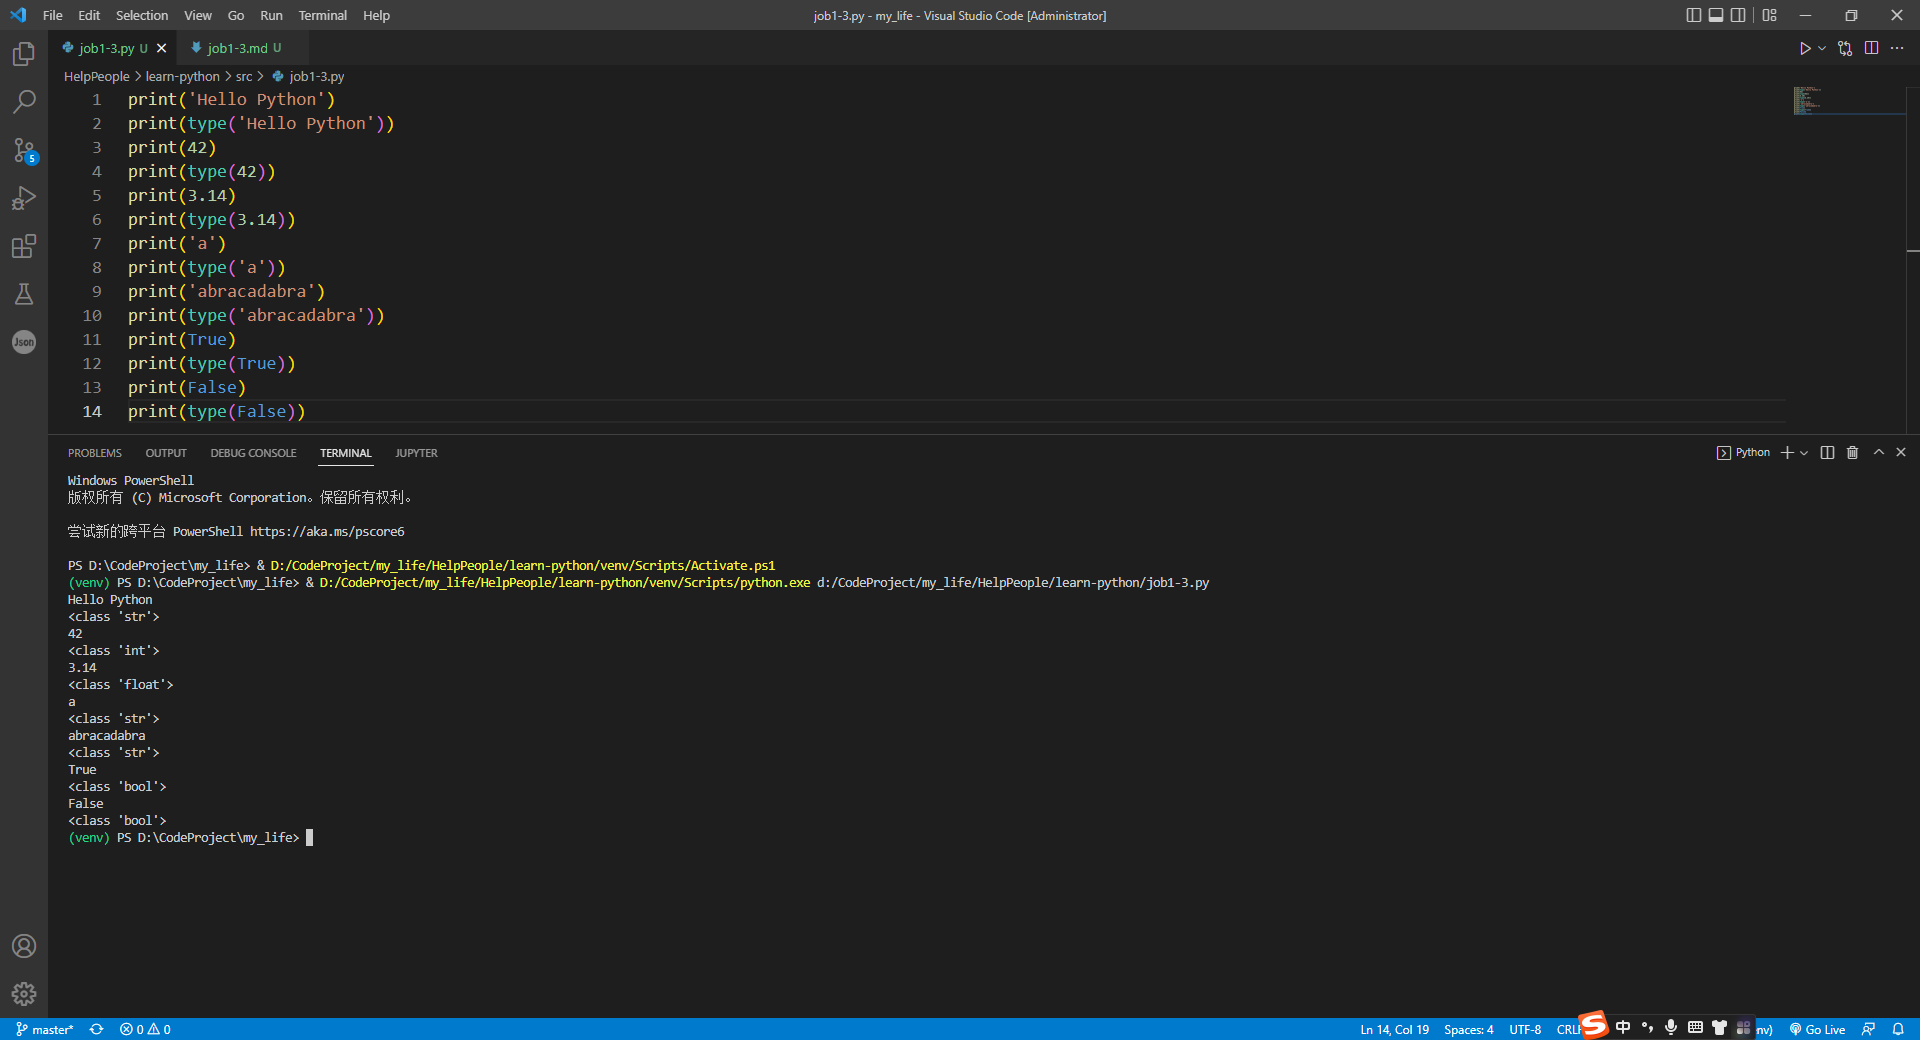 File Edit Selection View Go Run Terminal Help
job1-3.py - my_life - Visual Studio Code [Administrator]
job1-3.py U
job1-3.md U
HelpPeople > learn-python > src > job1-3.py
1 print('Hello Python')
2 print(type('Hello Python'))
3 print(42)
4 print(type(42))
5 print(3.14)
6 print(type(3.14))
7 print('a')
8 print(type('a'))
9 print('abracadabra')
10 print(type('abracadabra'))
11 print(True)
12 print(type(True))
13 print(False)
14 print(type(False))
5
Json
PROBLEMS OUTPUT DEBUG CONSOLE TERMINAL JUPYTER
Python
Windows PowerShell
版权所有 (C) Microsoft Corporation。保留所有权利。
尝试新的跨平台 PowerShell https://aka.ms/pscore6
PS D:\CodeProject\my_life> & D:/CodeProject/my_life/HelpPeople/learn-python/venv/Scripts/Activate.ps1
(venv) PS D:\CodeProject\my_life> & D:/CodeProject/my_life/HelpPeople/learn-python/venv/Scripts/python.exe d:/CodeProject/my_life/HelpPeople/learn-python/job1-3.py
Hello Python
<class 'str'>
42
<class 'int'>
3.14
<class 'float'>
a
<class 'str'>
abracadabra
<class 'str'>
True
<class 'bool'>
False
<class 'bool'>
(venv) PS D:\CodeProject\my_life>
master* 0 0
Ln 14, Col 19 Spaces: 4 UTF-8 CRLF
S 中
nv) Go Live